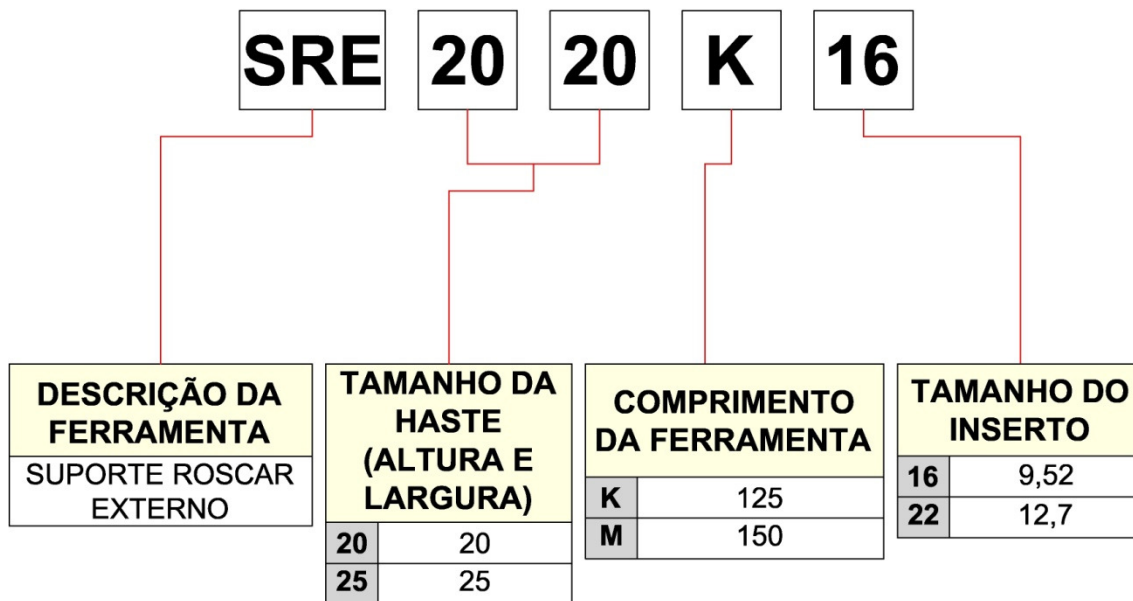 SRE 20 20 K 16
DESCRIÇÃO DA
FERRAMENTA
SUPORTE ROSCAR
EXTERNO
TAMANHO DA
HASTE
(ALTURA E
LARGURA)
20 20
25 25
COMPRIMENTO
DA FERRAMENTA
K 125
M 150
TAMANHO DO
INSERTO
16 9,52
22 12,7